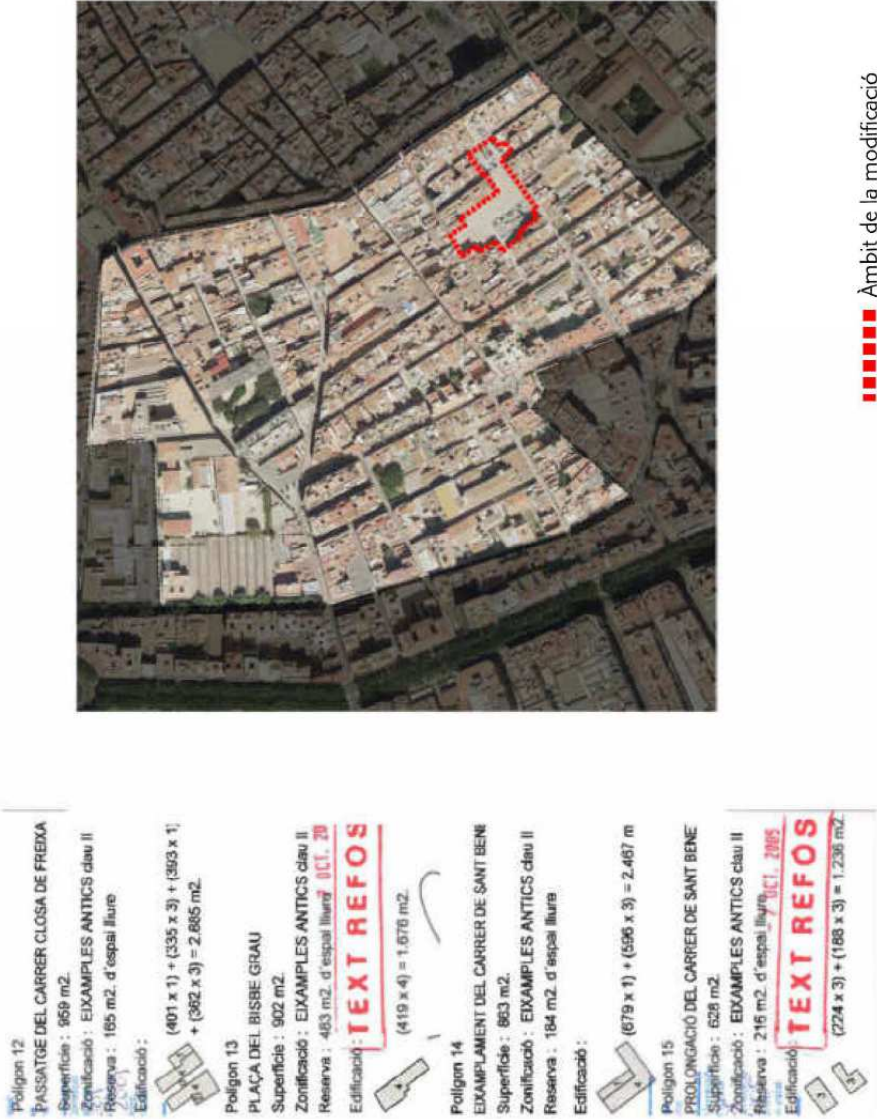 Polígon 12
PASSATGE DEL CARRER CLOSA DE FREIXA
Superfície : 959 m2.
Zonificació : EIXAMPLES ANTICS clau II
Reserva : 165 m2. d'espai lliure
Edificació :
(401 x 1) + (335 x 3) + (393 x 1)
+ (362 x 3) = 2.885 m2.
Polígon 13
PLAÇA DEL BISBE GRAU
Superfície : 902 m2.
Zonificació : EIXAMPLES ANTICS clau II
Reserva : 483 m2. d'espai lliure
OCT. 20
Edificació :
TEXT REFOS
(419 x 4) = 1.676 m2.
Polígon 14
EIXAMPLAMENT DEL CARRER DE SANT BENE
Superfície : 863 m2.
Zonificació : EIXAMPLES ANTICS clau II
Reserva : 184 m2. d'espai lliure
Edificació :
(679 x 1) + (596 x 3) = 2.467 m
Polígon 15
PROLONGACIÓ DEL CARRER DE SANT BENE
Superfície : 628 m2.
Zonificació : EIXAMPLES ANTICS clau II
Reserva : 216 m2. d'espai lliure
OCT. 2005
Edificació :
TEXT REFOS
(224 x 3) + (188 x 3) = 1.236 m2.
Àmbit de la modificació